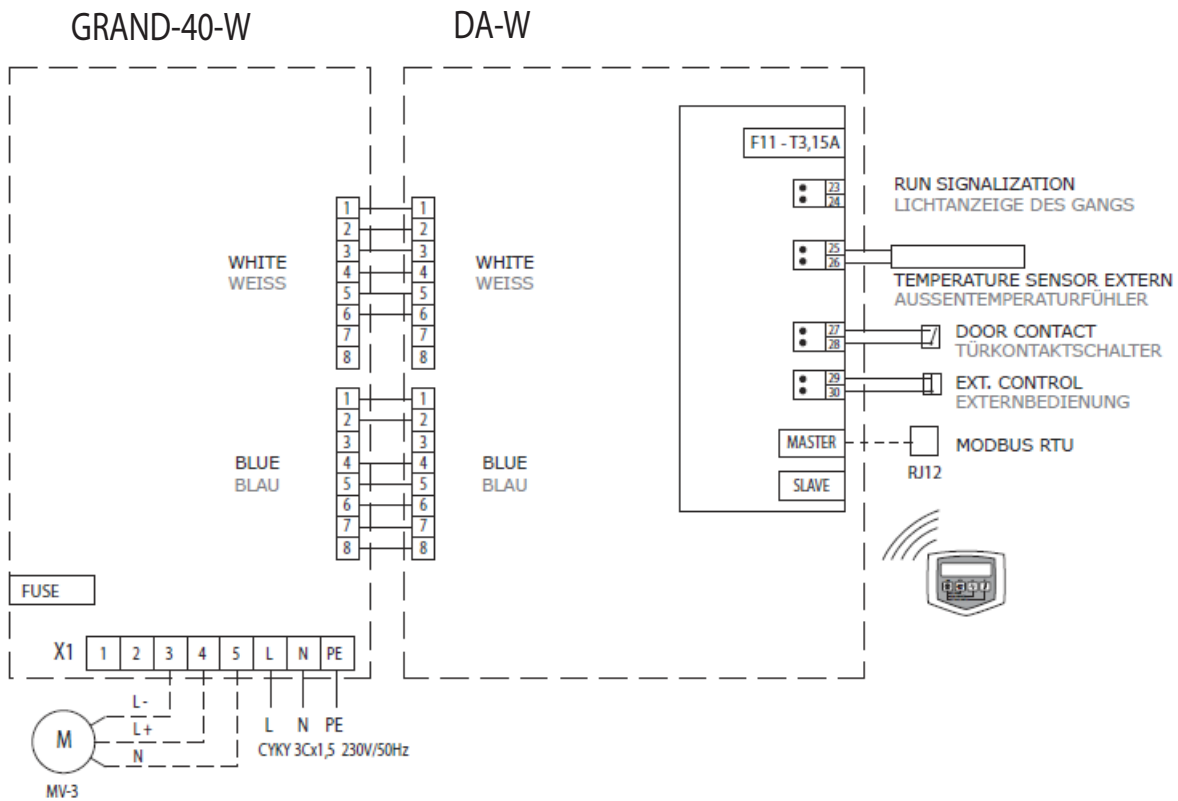 GRAND-40-W
DA-W
F11 - T3,15A
23
24
RUN SIGNALIZATION
LICHTANZEIGE DES GANGS
25
26
TEMPERATURE SENSOR EXTERN
AUSSENTEMPERATURFÜHLER
27
28
DOOR CONTACT
TÜRKONTAKTSCHALTER
29
30
EXT. CONTROL
EXTERNBEDIENUNG
MASTER
RJ12
MODBUS RTU
SLAVE
WHITE
WEISS
1 1
2 2
3 3
4 4
5 5
6 6
7 7
8 8
WHITE
WEISS
BLUE
BLAU
1 1
2 2
3 3
4 4
5 5
6 6
7 7
8 8
BLUE
BLAU
FUSE
X1 1 2 3 4 5 L N PE
L-
L+
N
M
MV-3
L N PE
CYKY 3Cx1,5 230V/50Hz